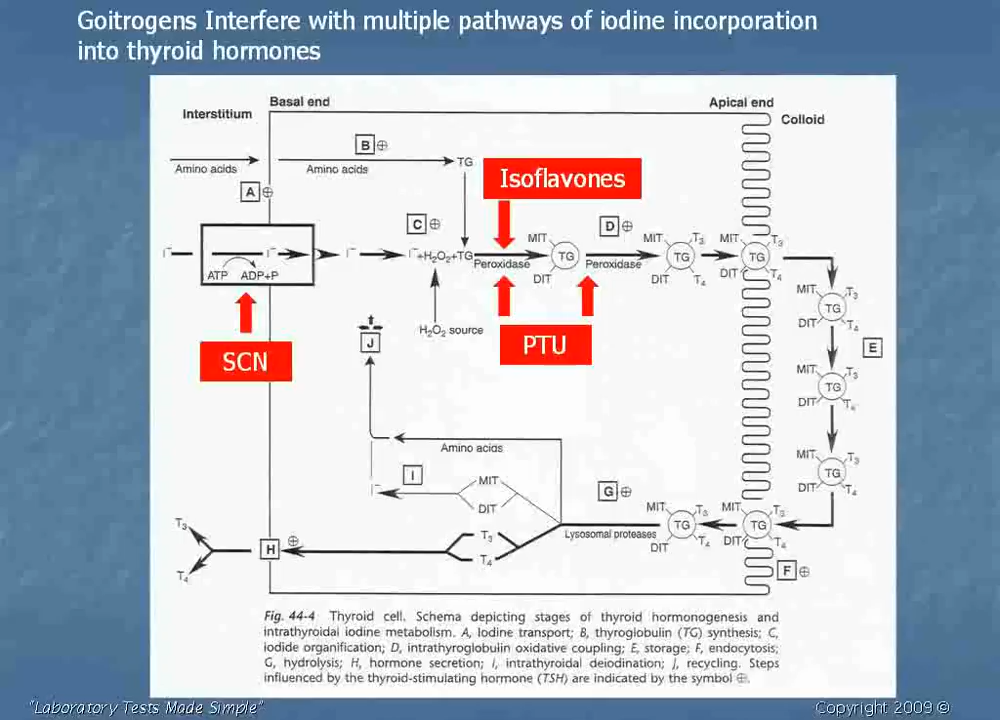 Goitrogens Interfere with multiple pathways of iodine incorporation
into thyroid hormones
Basal end
Apical end
Interstitium
Colloid
B ⊕
TG
Amino acids
Amino acids
Isoflavones
A ⊕
C ⊕
D ⊕
MIT
MIT T₃
MIT T₃
I⁻
I⁻
I⁻
I⁻+H₂O₂+TG
TG
TG
TG
Peroxidase
Peroxidase
ATP ADP+P
DIT
DIT T₄
DIT T₄
MIT T₃
TG
DIT T₄
H₂O₂ source
J
PTU
E
SCN
MIT T₃
TG
DIT T₄
Amino acids
MIT T₃
TG
DIT T₄
I
MIT
I⁻
G ⊕
DIT
MIT T₃
MIT T₃
T₃
T₃
Lysosomal proteases
TG
TG
H ⊕
DIT T₄
DIT T₄
T₄
T₄
F ⊕
Fig. 44-4 Thyroid cell. Schema depicting stages of thyroid hormonogenesis and
intrathyroidal iodine metabolism. A, Iodine transport; B, thyroglobulin (TG) synthesis; C,
iodide organification; D, intrathyroglobulin oxidative coupling; E, storage; F, endocytosis;
G, hydrolysis; H, hormone secretion; I, intrathyroidal deiodination; J, recycling. Steps
influenced by the thyroid-stimulating hormone (TSH) are indicated by the symbol ⊕.
"Laboratory Tests Made Simple"
Copyright 2009 ©